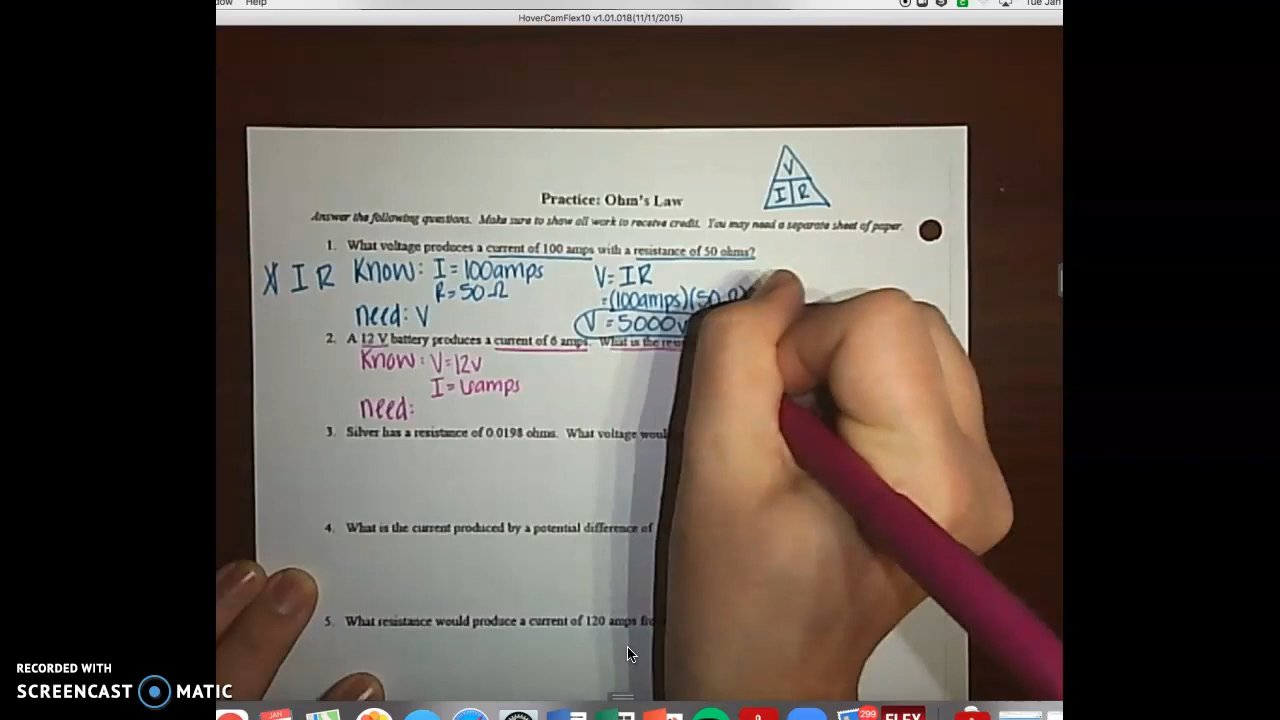 dow Help
Tue Jan
HoverCamFlex10 v1.01.018(11/11/2015)
V
I R
Practice: Ohm's Law
Answer the following questions. Make sure to show all work to receive credit. You may need a separate sheet of paper.
1. What voltage produces a current of 100 amps with a resistance of 50 ohms?
V I R
Know: I = 100amps
R = 50 Ω
need: V
V = IR
= (100amps)(50 Ω)
V = 5000v
2. A 12 V battery produces a current of 6 amps. What is the
Know: V = 12v
I = 6amps
need:
3. Silver has a resistance of 0.0198 ohms. What voltage
4. What is the current produced by a potential difference of
5. What resistance would produce a current of 120 amps
RECORDED WITH
SCREENCAST MATIC
JAN
299
FLEX